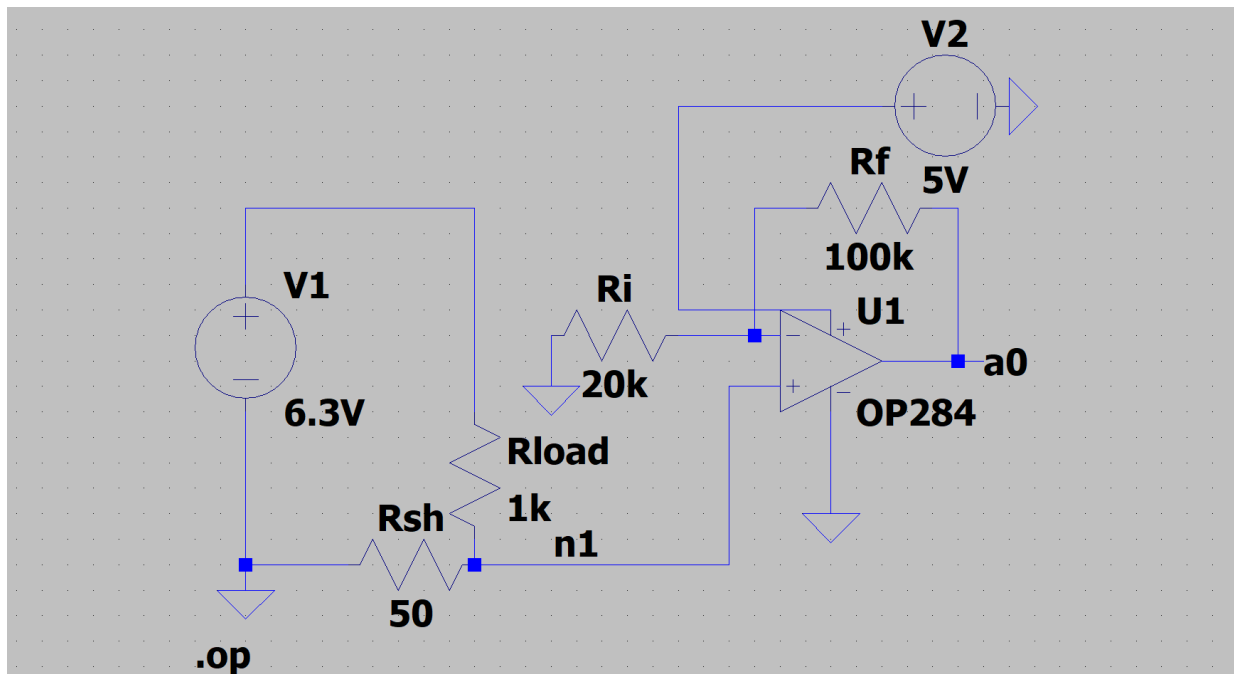 V2
5V
Rf
100k
V1
6.3V
Ri
20k
U1
OP284
a0
Rload
1k
Rsh
50
n1
.op